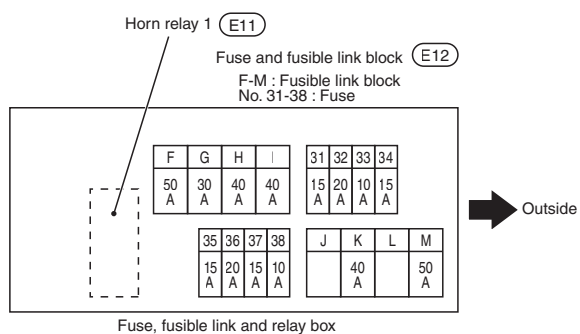 Horn relay 1 E11
Fuse and fusible link block E12
F-M : Fusible link block
No. 31-38 : Fuse
F G H I 31 32 33 34
50 A 30 A 40 A 40 A 15 A 20 A 10 A 15 A
Outside
35 36 37 38 J K L M
15 A 20 A 15 A 10 A 40 A 50 A
Fuse, fusible link and relay box